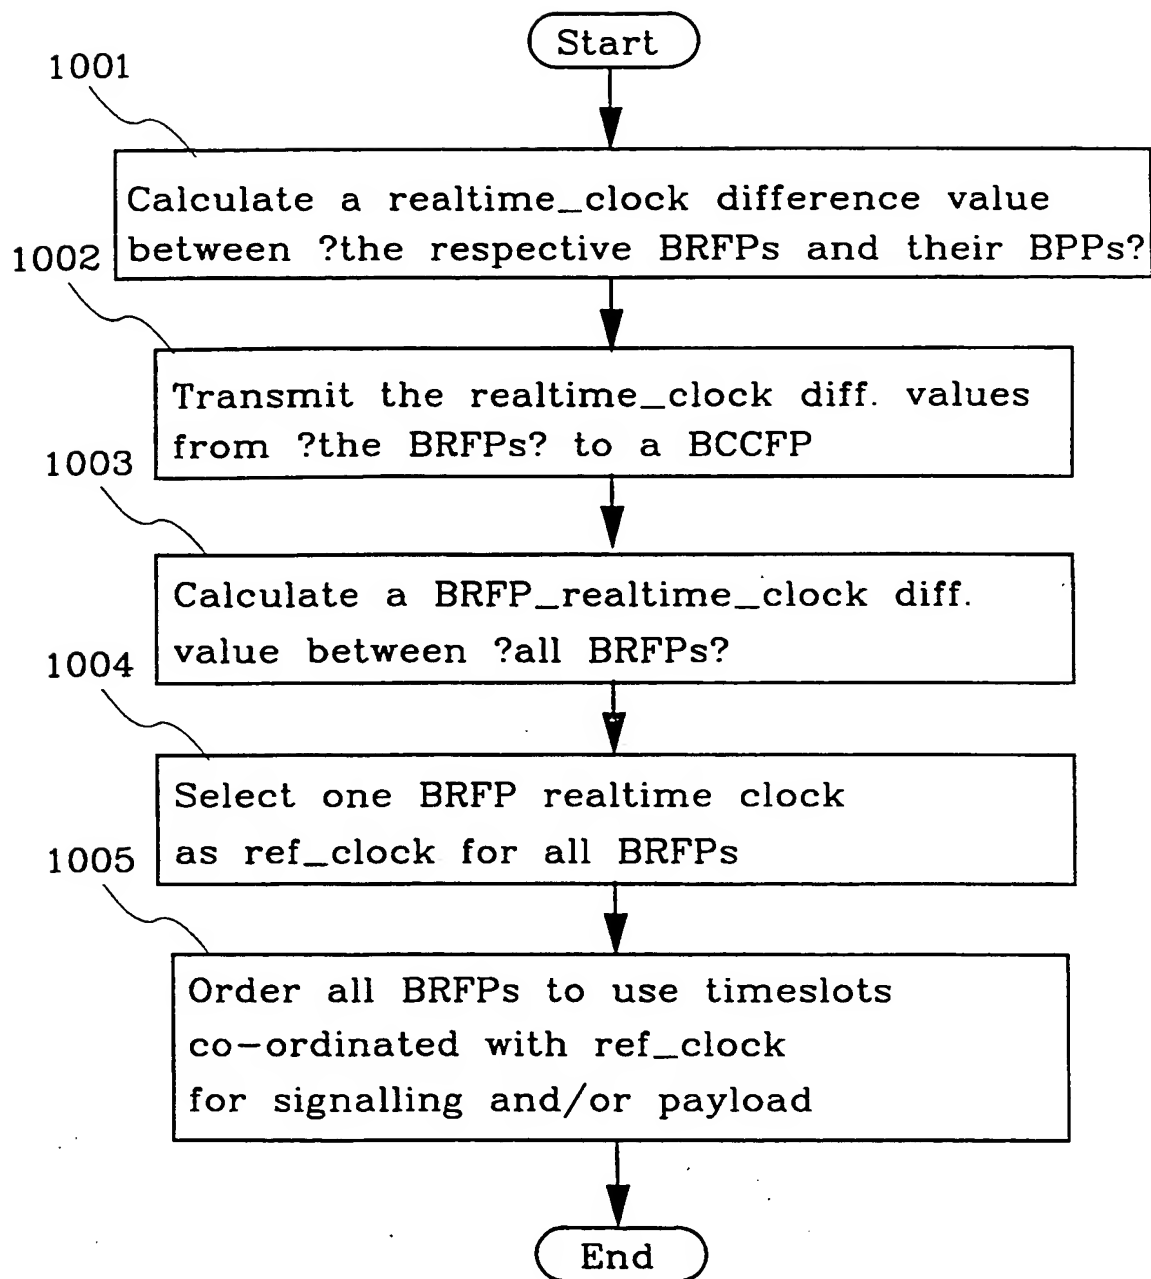 Start
1001
Calculate a realtime_clock difference value
between ?the respective BRFPs and their BPPs?
1002
Transmit the realtime_clock diff. values
from ?the BRFPs? to a BCCFP
1003
Calculate a BRFP_realtime_clock diff.
value between ?all BRFPs?
1004
Select one BRFP realtime clock
as ref_clock for all BRFPs
1005
Order all BRFPs to use timeslots
co-ordinated with ref_clock
for signalling and/or payload
End